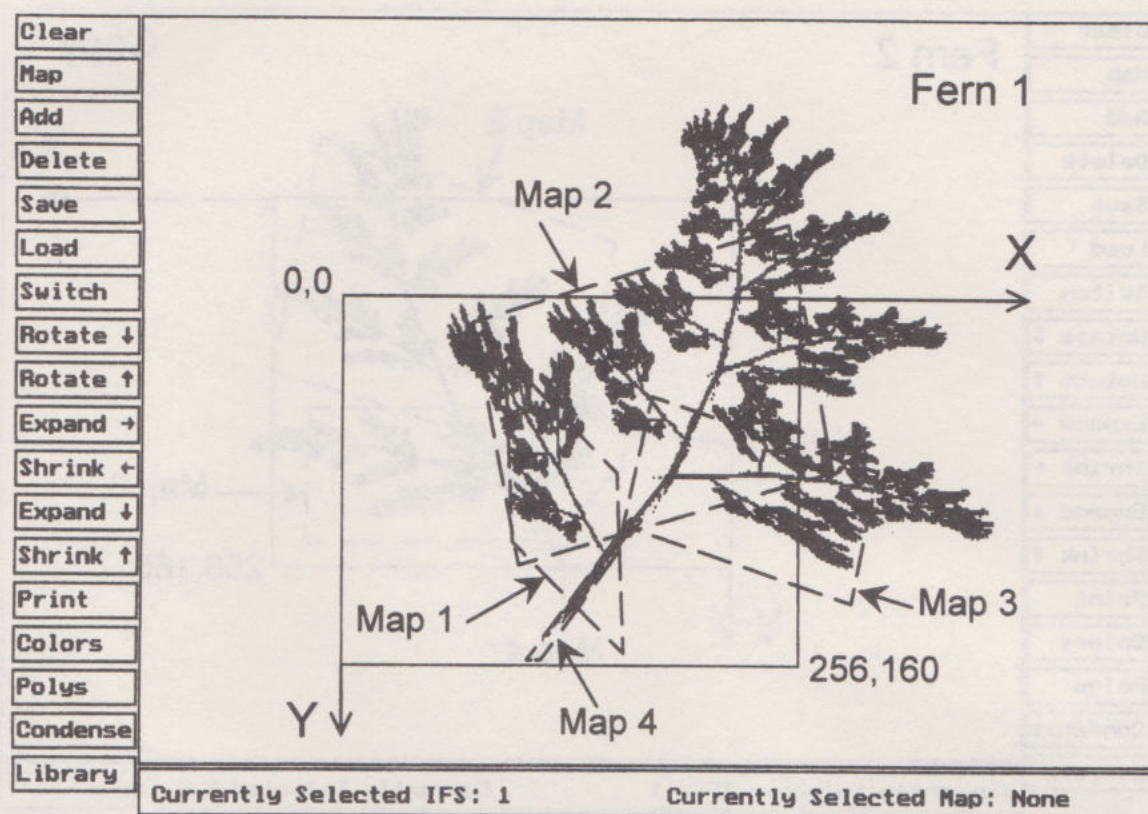 Clear
Map
Add
Delete
Save
Load
Switch
Rotate ↓
Rotate ↑
Expand →
Shrink ←
Expand ↓
Shrink ↑
Print
Colors
Polys
Condense
Library
Fern 1
Map 2
X
0,0
Map 1
Map 3
256,160
Y
Map 4
Currently Selected IFS: 1 Currently Selected Map: None